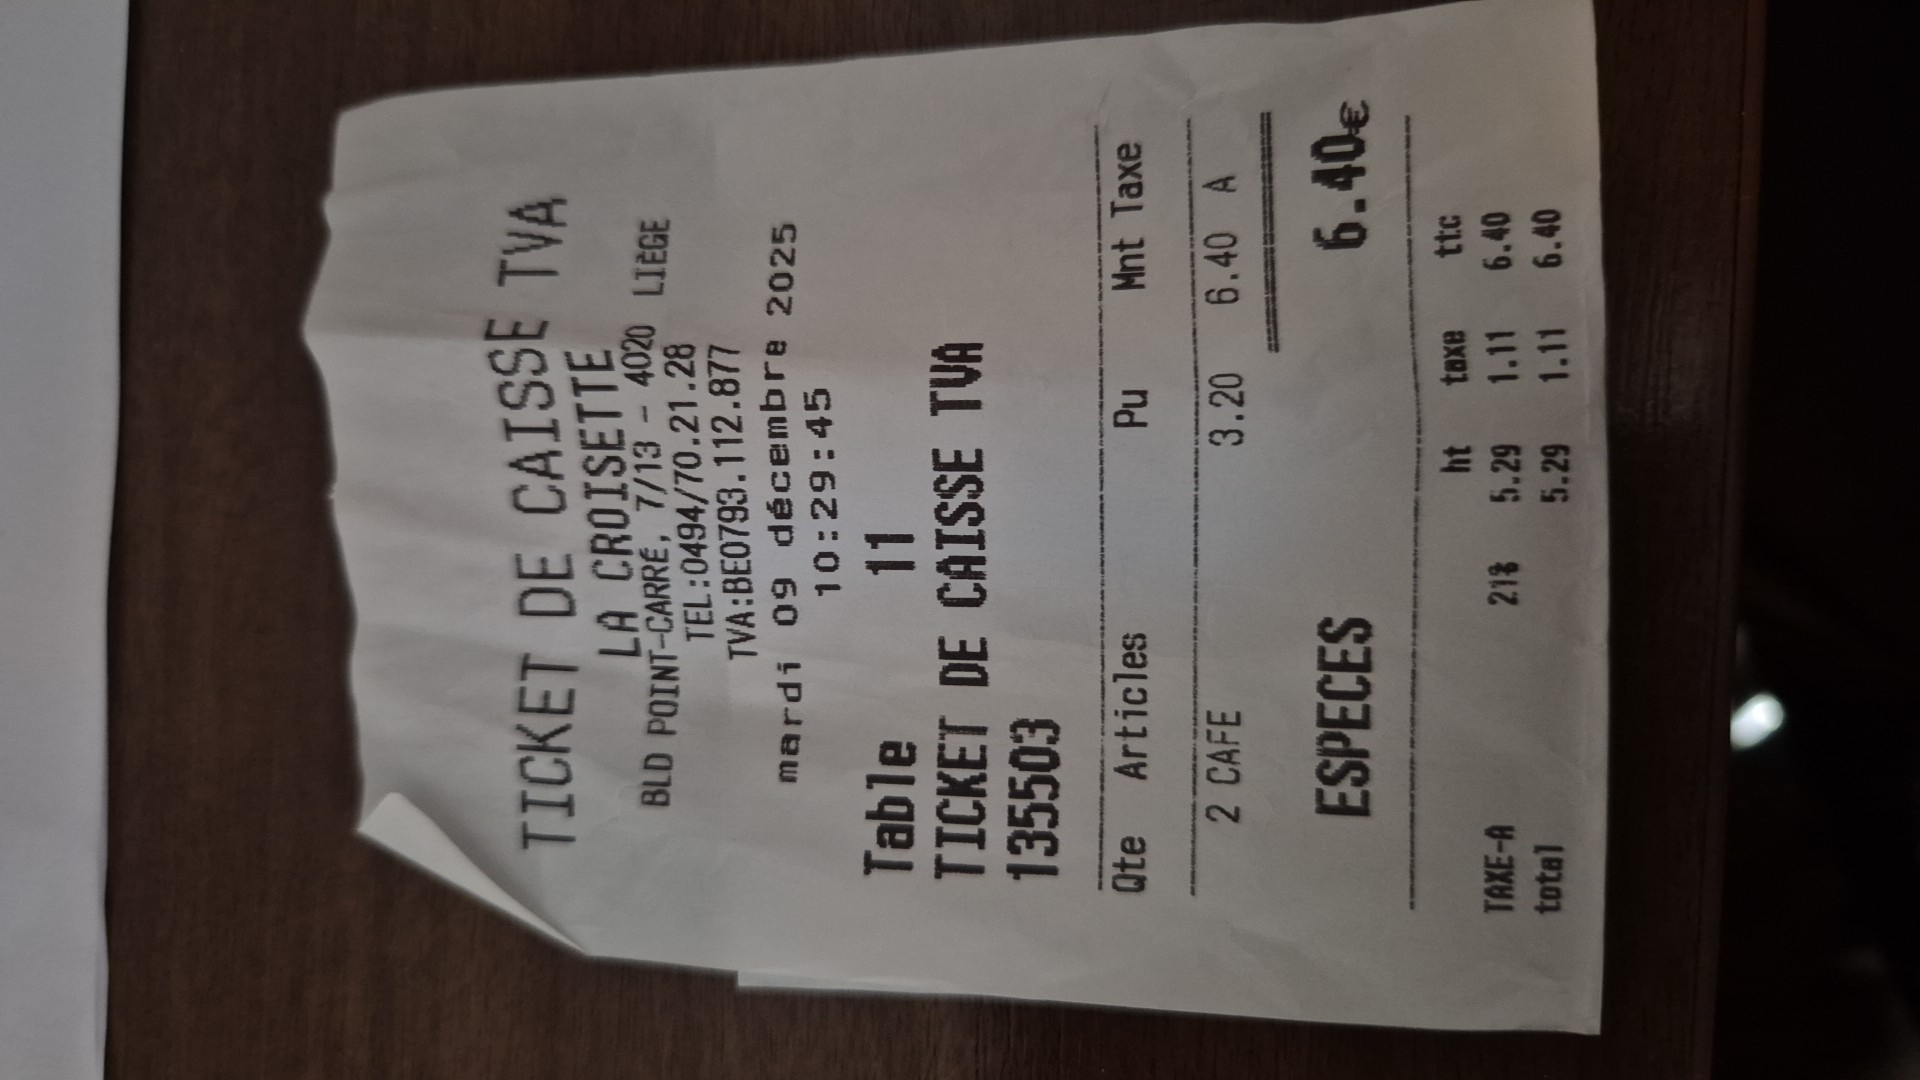 TICKET DE CAISSE TVA
LA CROISETTE
BLD POINT-CARRÉ, 7/13 - 4020 LIÈGE
TEL:0494/70.21.28
TVA:BE0793.112.877
mardi 09 décembre 2025
10:29:45
Table 11
TICKET DE CAISSE TVA
135503
Qte Articles Pu Mnt Taxe
2 CAFE 3.20 6.40 A
ESPECES 6.40€
ht taxe ttc
TAXE-A 21% 5.29 1.11 6.40
total 5.29 1.11 6.40